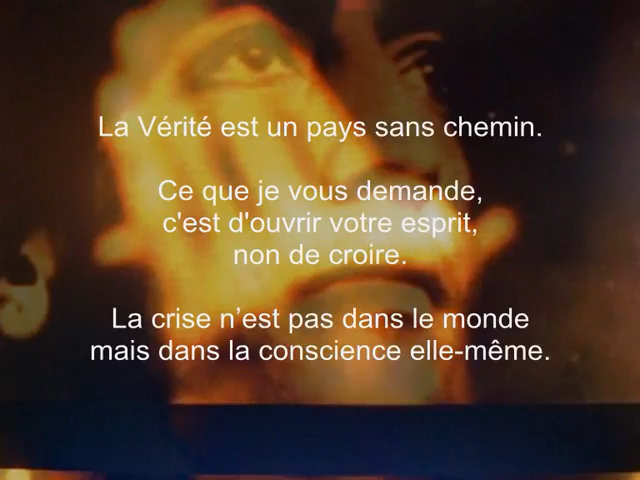 La Vérité est un pays sans chemin.
Ce que je vous demande,
c'est d'ouvrir votre esprit,
non de croire.
La crise n’est pas dans le monde
mais dans la conscience elle-même.